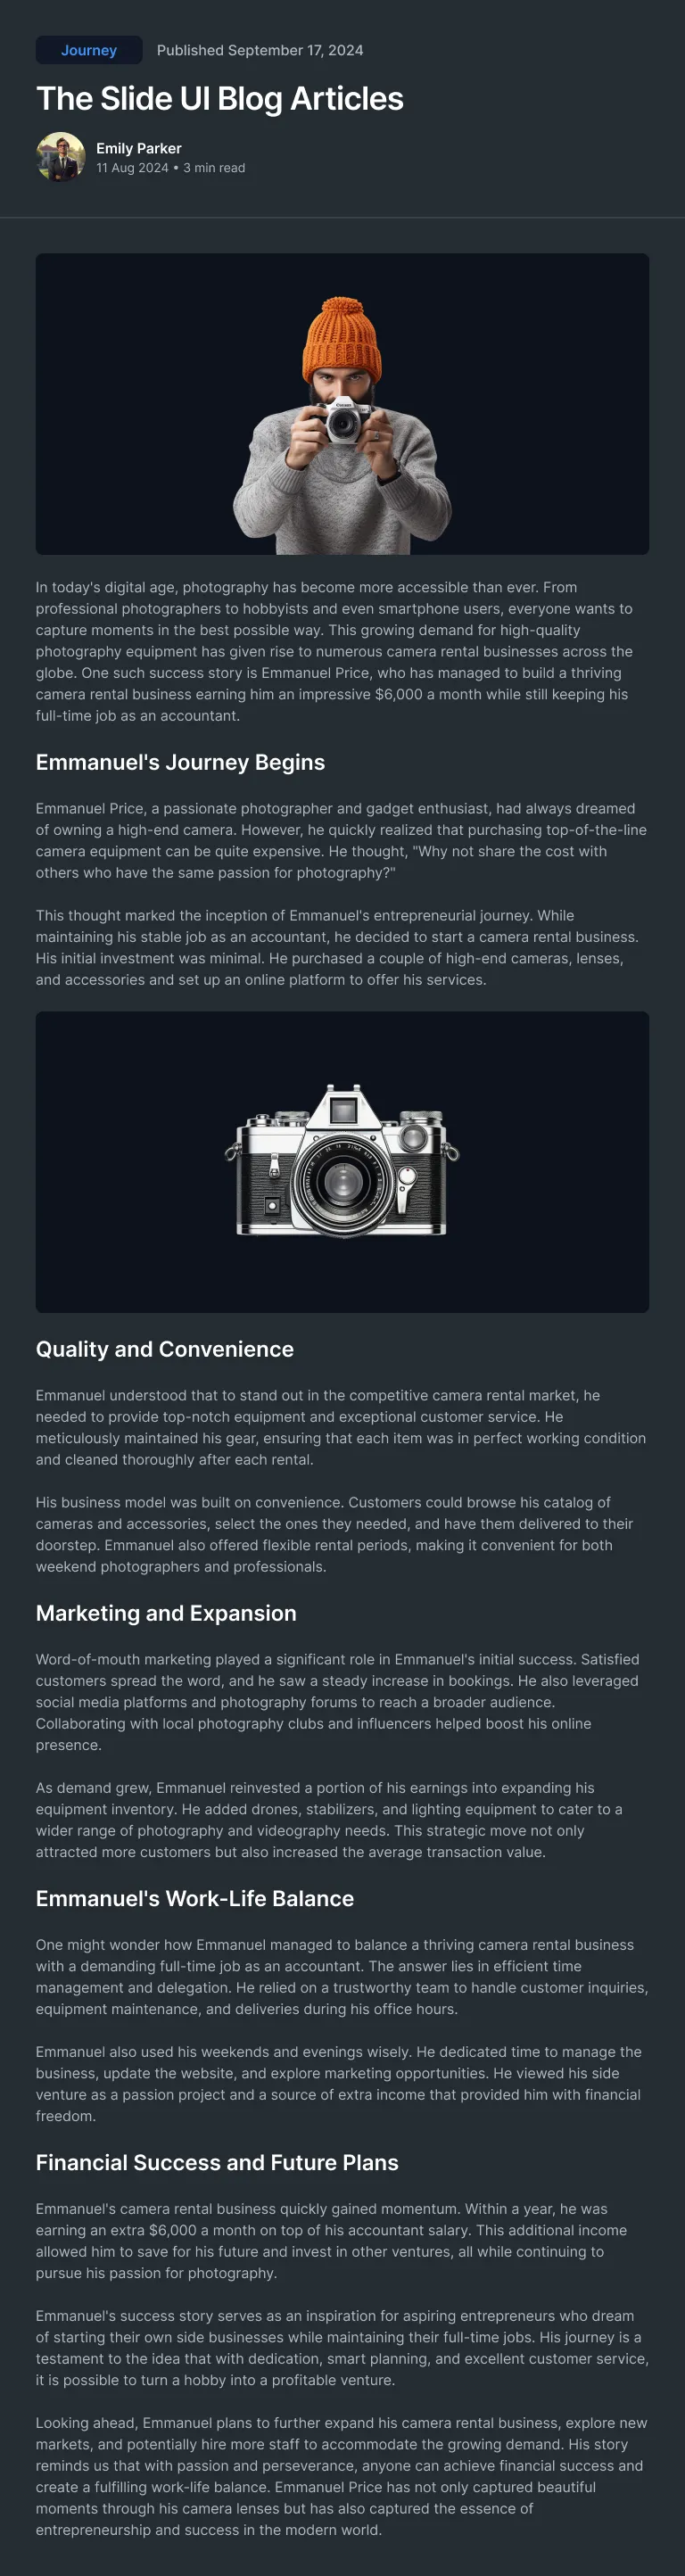 Journey
Published September 17, 2024
The Slide UI Blog Articles
Emily Parker
11 Aug 2024 • 3 min read
In today's digital age, photography has become more accessible than ever. From
professional photographers to hobbyists and even smartphone users, everyone wants to
capture moments in the best possible way. This growing demand for high-quality
photography equipment has given rise to numerous camera rental businesses across the
globe. One such success story is Emmanuel Price, who has managed to build a thriving
camera rental business earning him an impressive $6,000 a month while still keeping his
full-time job as an accountant.
Emmanuel's Journey Begins
Emmanuel Price, a passionate photographer and gadget enthusiast, had always dreamed
of owning a high-end camera. However, he quickly realized that purchasing top-of-the-line
camera equipment can be quite expensive. He thought, "Why not share the cost with
others who have the same passion for photography?"
This thought marked the inception of Emmanuel's entrepreneurial journey. While
maintaining his stable job as an accountant, he decided to start a camera rental business.
His initial investment was minimal. He purchased a couple of high-end cameras, lenses,
and accessories and set up an online platform to offer his services.
Quality and Convenience
Emmanuel understood that to stand out in the competitive camera rental market, he
needed to provide top-notch equipment and exceptional customer service. He
meticulously maintained his gear, ensuring that each item was in perfect working condition
and cleaned thoroughly after each rental.
His business model was built on convenience. Customers could browse his catalog of
cameras and accessories, select the ones they needed, and have them delivered to their
doorstep. Emmanuel also offered flexible rental periods, making it convenient for both
weekend photographers and professionals.
Marketing and Expansion
Word-of-mouth marketing played a significant role in Emmanuel's initial success. Satisfied
customers spread the word, and he saw a steady increase in bookings. He also leveraged
social media platforms and photography forums to reach a broader audience.
Collaborating with local photography clubs and influencers helped boost his online
presence.
As demand grew, Emmanuel reinvested a portion of his earnings into expanding his
equipment inventory. He added drones, stabilizers, and lighting equipment to cater to a
wider range of photography and videography needs. This strategic move not only
attracted more customers but also increased the average transaction value.
Emmanuel's Work-Life Balance
One might wonder how Emmanuel managed to balance a thriving camera rental business
with a demanding full-time job as an accountant. The answer lies in efficient time
management and delegation. He relied on a trustworthy team to handle customer inquiries,
equipment maintenance, and deliveries during his office hours.
Emmanuel also used his weekends and evenings wisely. He dedicated time to manage the
business, update the website, and explore marketing opportunities. He viewed his side
venture as a passion project and a source of extra income that provided him with financial
freedom.
Financial Success and Future Plans
Emmanuel's camera rental business quickly gained momentum. Within a year, he was
earning an extra $6,000 a month on top of his accountant salary. This additional income
allowed him to save for his future and invest in other ventures, all while continuing to
pursue his passion for photography.
Emmanuel's success story serves as an inspiration for aspiring entrepreneurs who dream
of starting their own side businesses while maintaining their full-time jobs. His journey is a
testament to the idea that with dedication, smart planning, and excellent customer service,
it is possible to turn a hobby into a profitable venture.
Looking ahead, Emmanuel plans to further expand his camera rental business, explore new
markets, and potentially hire more staff to accommodate the growing demand. His story
reminds us that with passion and perseverance, anyone can achieve financial success and
create a fulfilling work-life balance. Emmanuel Price has not only captured beautiful
moments through his camera lenses but has also captured the essence of
entrepreneurship and success in the modern world.